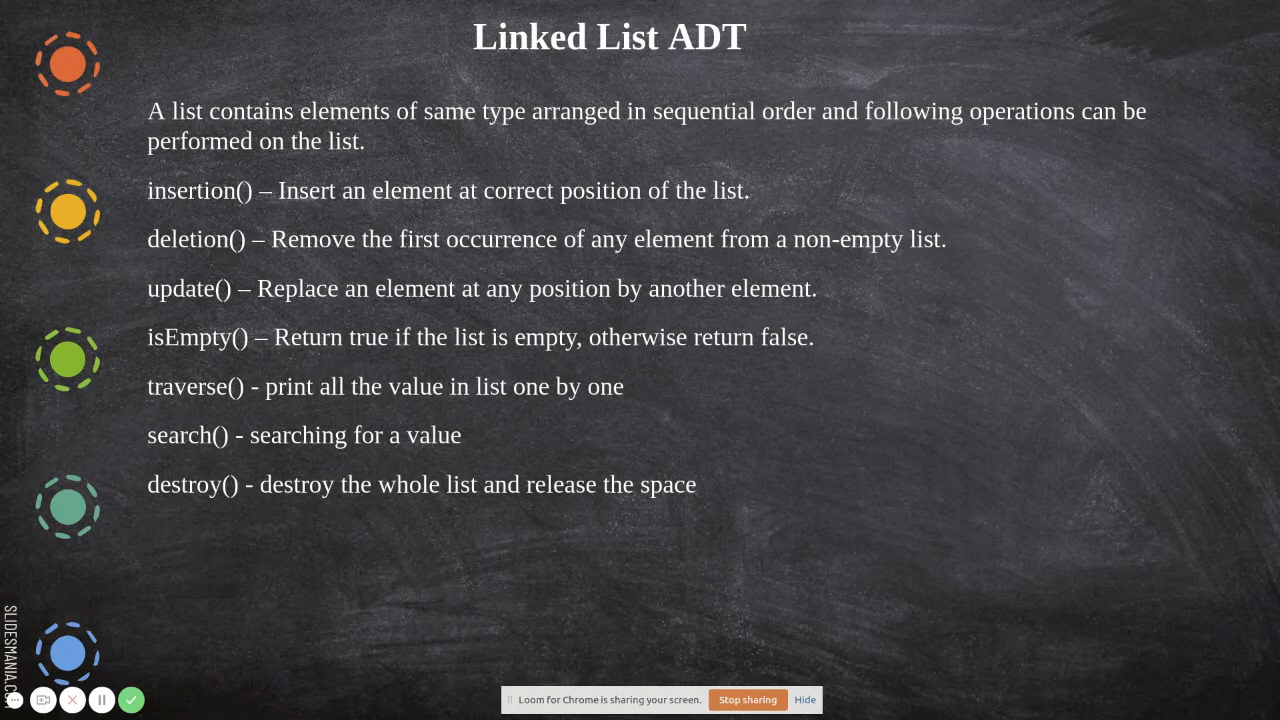 Linked List ADT
A list contains elements of same type arranged in sequential order and following operations can be
performed on the list.
insertion() – Insert an element at correct position of the list.
deletion() – Remove the first occurrence of any element from a non-empty list.
update() – Replace an element at any position by another element.
isEmpty() – Return true if the list is empty, otherwise return false.
traverse() - print all the value in list one by one
search() - searching for a value
destroy() - destroy the whole list and release the space
Loom for Chrome is sharing your screen. Stop sharing Hide